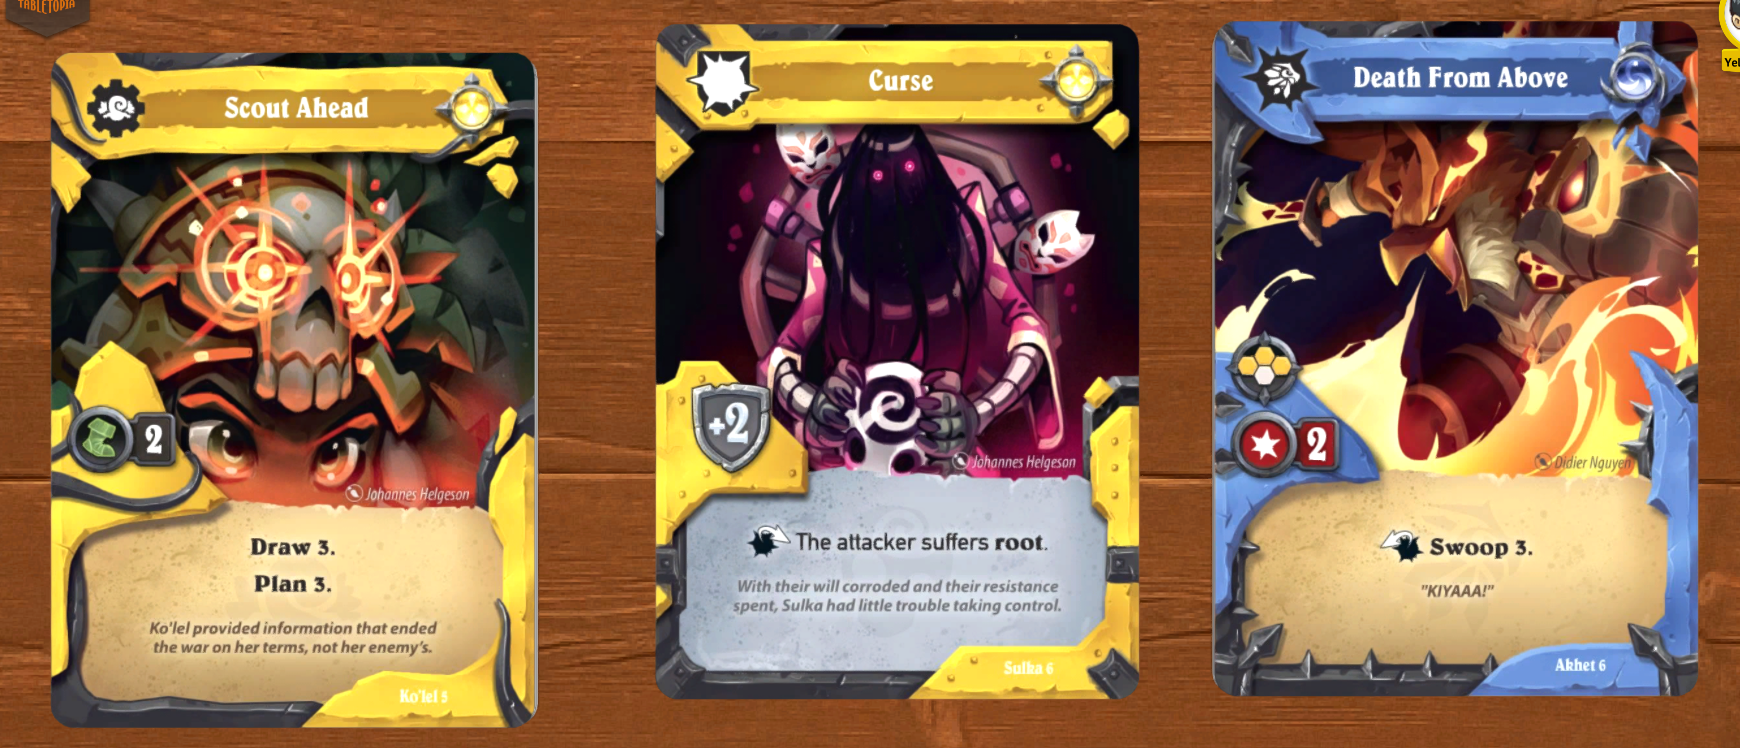 TABLETOPIA
Scout Ahead
2
Johannes Helgeson
Draw 3.
Plan 3.
Ko'lel provided information that ended
the war on her terms, not her enemy's.
Ko'lel 5
Curse
+2
Johannes Helgeson
The attacker suffers root.
With their will corroded and their resistance
spent, Sulka had little trouble taking control.
Sulka 6
Death From Above
2
Didier Nguyen
Swoop 3.
"KIYAAA!"
Akhet 6